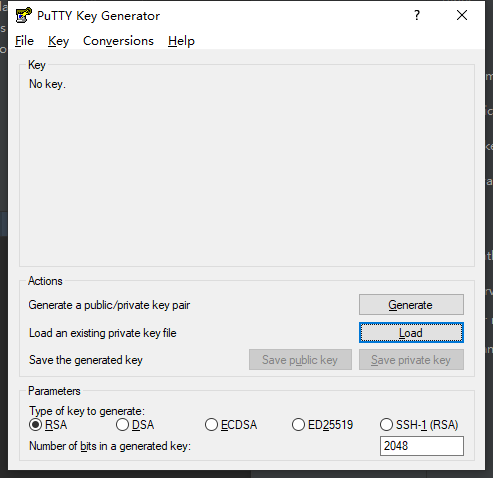 PuTTY Key Generator
?
File Key Conversions Help
Key
No key.
Actions
Generate a public/private key pair
Generate
Load an existing private key file
Load
Save the generated key
Save public key
Save private key
Parameters
Type of key to generate:
RSA DSA ECDSA ED25519 SSH-1 (RSA)
Number of bits in a generated key:
2048